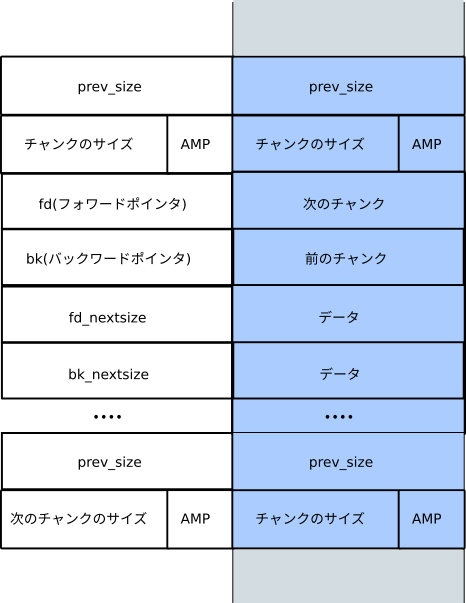 prev_size prev_size
チャンクのサイズ AMP チャンクのサイズ AMP
fd(フォワードポインタ) 次のチャンク
bk(バックワードポインタ) 前のチャンク
fd_nextsize データ
bk_nextsize データ
•••• ••••
prev_size prev_size
次のチャンクのサイズ AMP チャンクのサイズ AMP